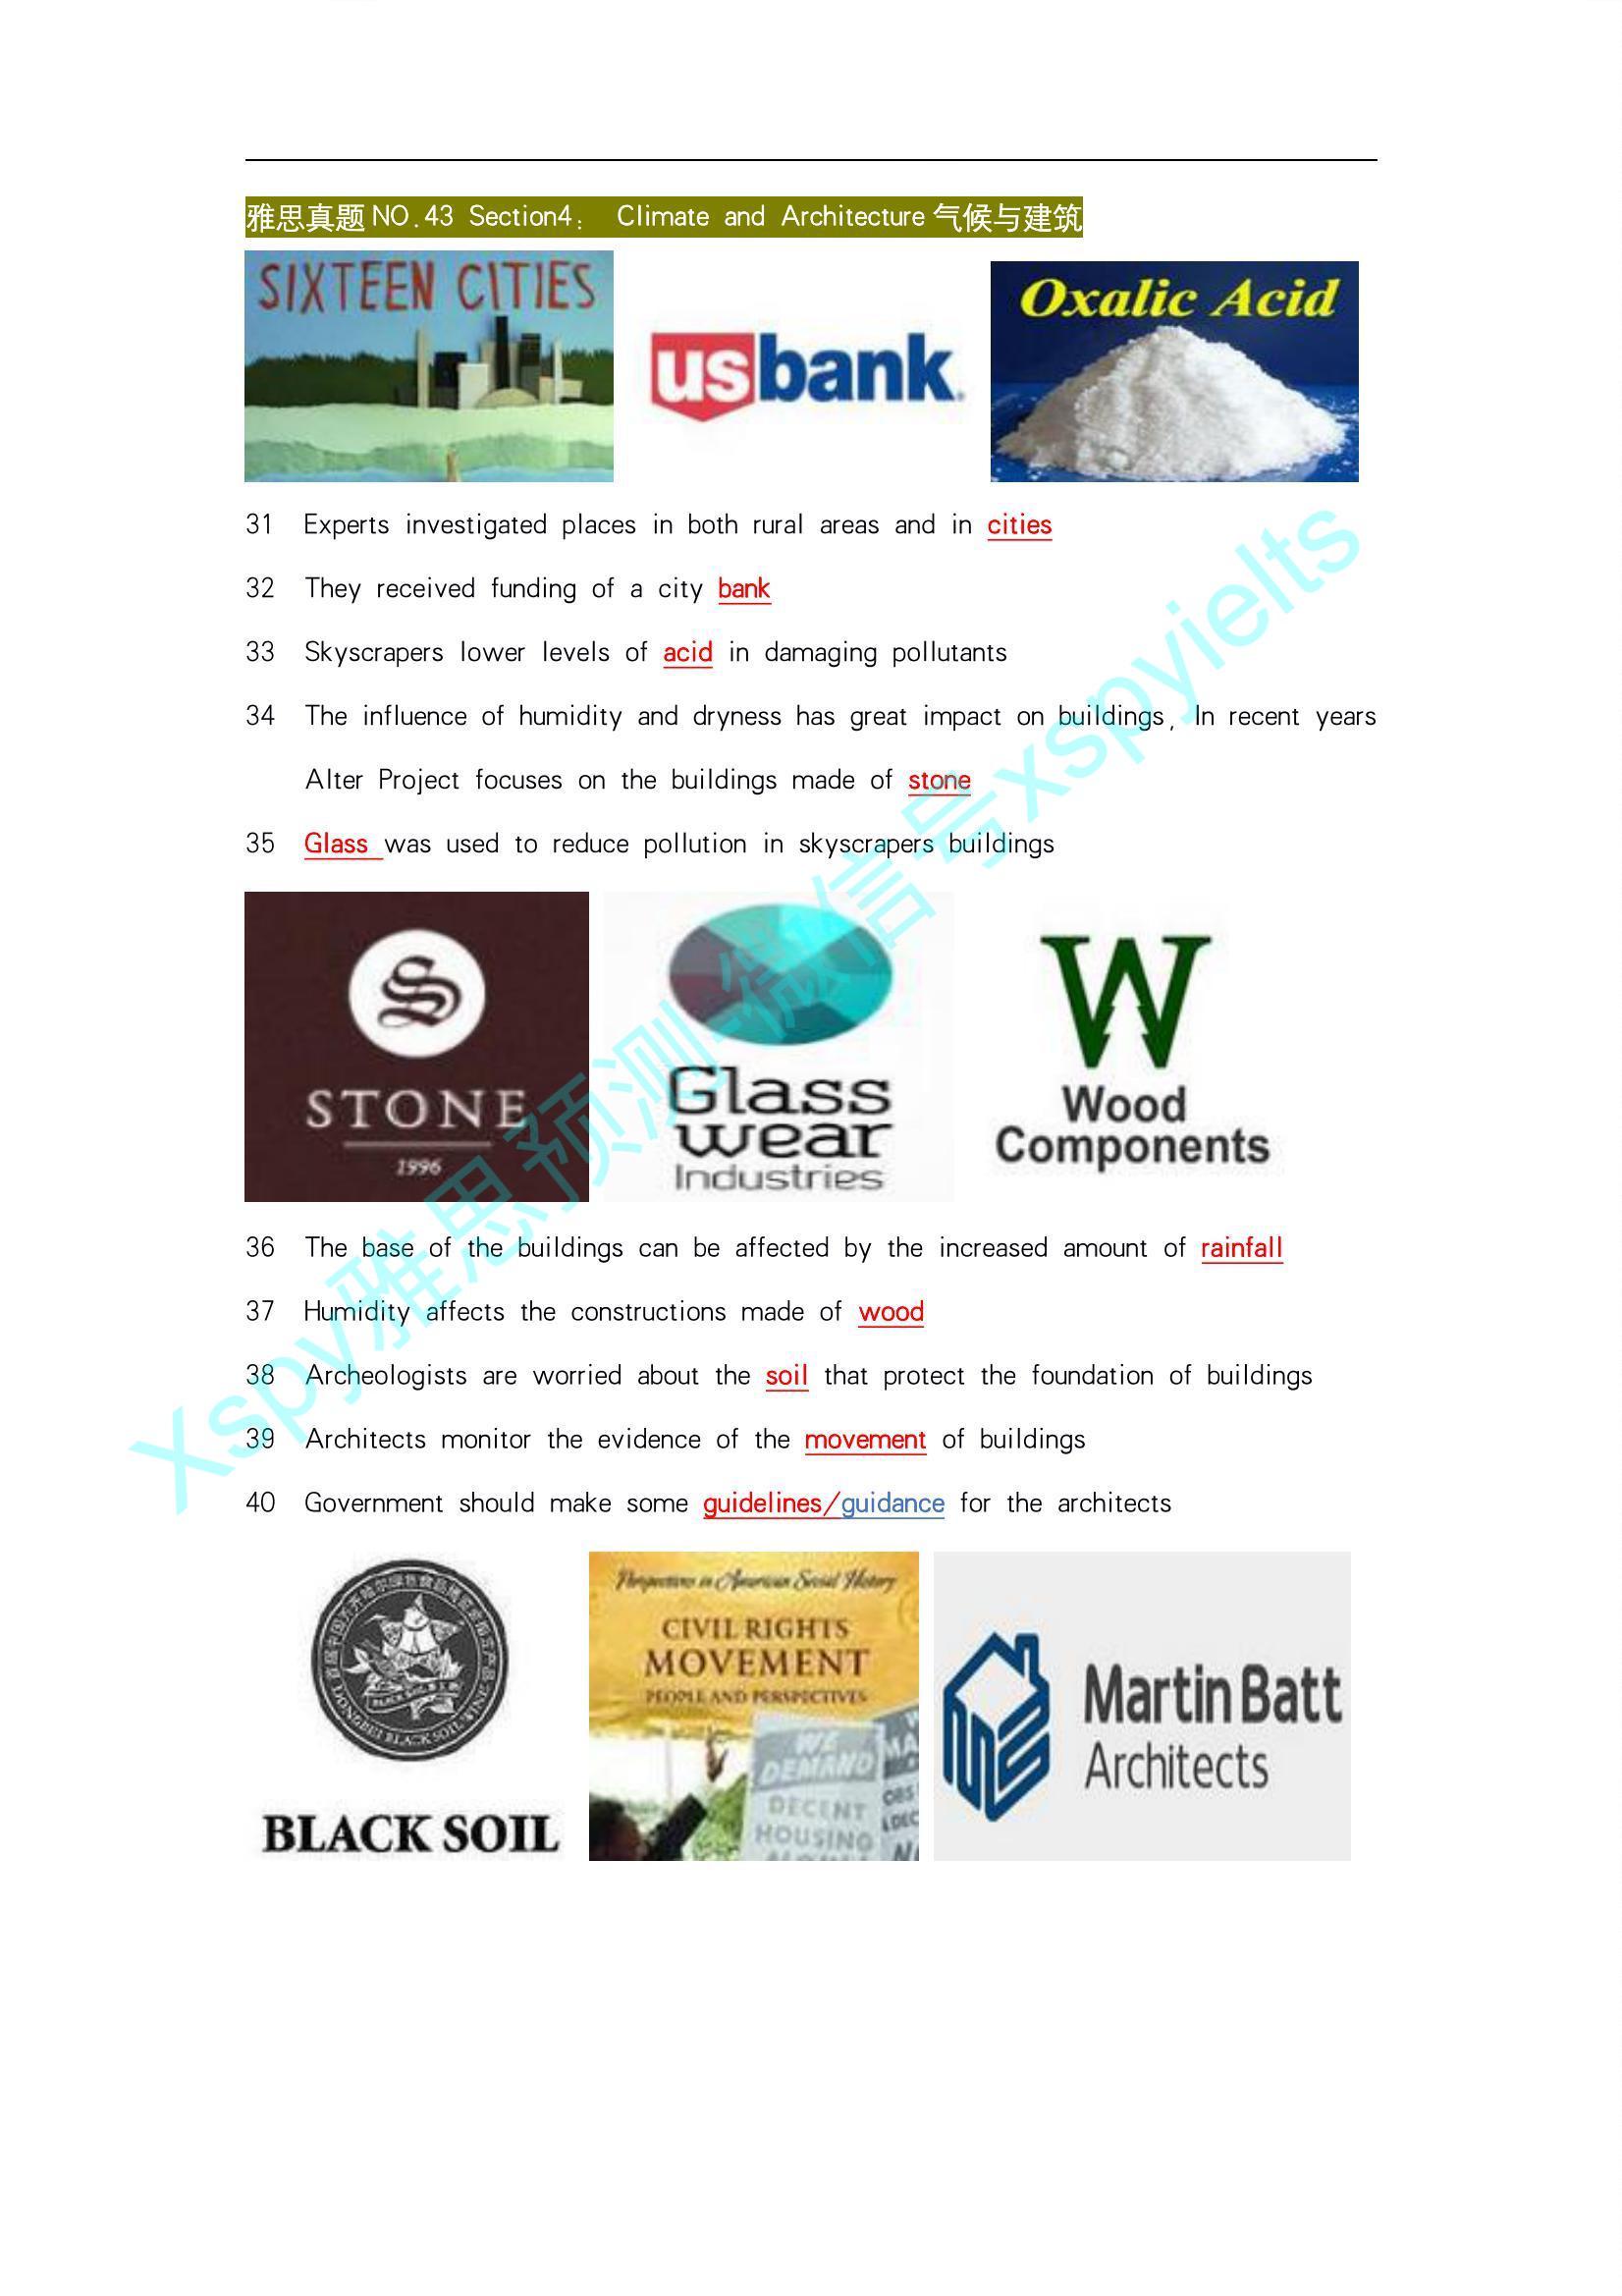 雅思真题 NO.43 Section4： Climate and Architecture 气候与建筑
SIXTEEN CITIES
usbank.
Oxalic Acid
31 Experts investigated places in both rural areas and in cities
32 They received funding of a city bank
33 Skyscrapers lower levels of acid in damaging pollutants
34 The influence of humidity and dryness has great impact on buildings, In recent years
Alter Project focuses on the buildings made of stone
35 Glass was used to reduce pollution in skyscrapers buildings
S
STONE
1996
Glass
wear
Industries
W
Wood
Components
36 The base of the buildings can be affected by the increased amount of rainfall
37 Humidity affects the constructions made of wood
38 Archeologists are worried about the soil that protect the foundation of buildings
39 Architects monitor the evidence of the movement of buildings
40 Government should make some guidelines/guidance for the architects
BLACK SOIL
Perspectives in American Social History
CIVIL RIGHTS
MOVEMENT
PEOPLE AND PERSPECTIVES
WE
DEMAND
DECENT
HOUSING
Martin Batt
Architects
Xspy雅思预测-微信号xspyielts